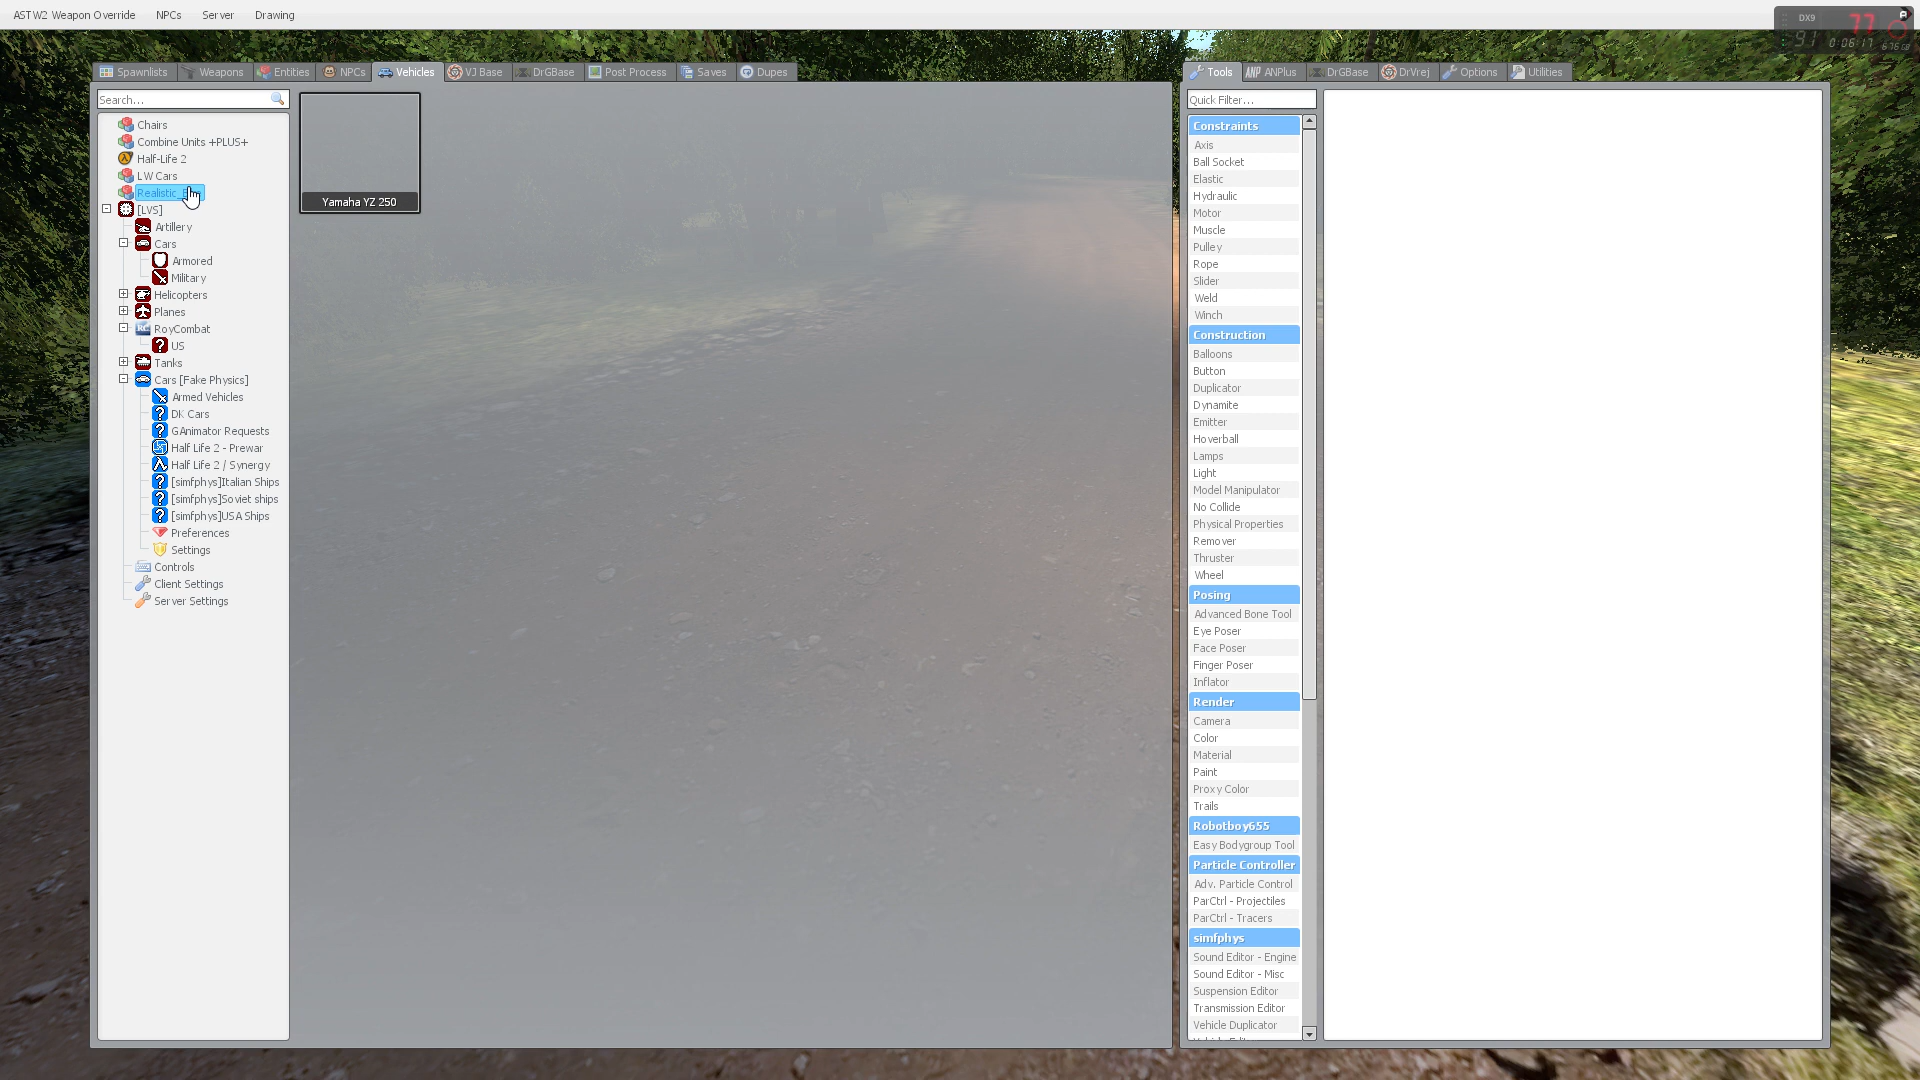 ASTW2 Weapon Override NPCs Server Drawing
DX9 77
91 0:06:17
Spawnlists Weapons Entities NPCs Vehicles VJ Base DrGBase Post Process Saves Dupes
Search...
Chairs
Combine Units +PLUS+
Half-Life 2
LW Cars
Realistic
[LVS]
Artillery
Cars
Armored
Military
Helicopters
Planes
RoyCombat
US
Tanks
Cars [Fake Physics]
Armed Vehicles
DK Cars
GAnimator Requests
Half Life 2 - Prewar
Half Life 2 / Synergy
[simfphys]Italian Ships
[simfphys]Soviet ships
[simfphys]USA Ships
Preferences
Settings
Controls
Client Settings
Server Settings
Yamaha YZ 250
Tools ANPlus DrGBase DrVrej Options Utilities
Quick Filter...
Constraints
Axis
Ball Socket
Elastic
Hydraulic
Motor
Muscle
Pulley
Rope
Slider
Weld
Winch
Construction
Balloons
Button
Duplicator
Dynamite
Emitter
Hoverball
Lamps
Light
Model Manipulator
No Collide
Physical Properties
Remover
Thruster
Wheel
Posing
Advanced Bone Tool
Eye Poser
Face Poser
Finger Poser
Inflator
Render
Camera
Color
Material
Paint
Proxy Color
Trails
Robotboy655
Easy Bodygroup Tool
Particle Controller
Adv. Particle Control
ParCtrl - Projectiles
ParCtrl - Tracers
simfphys
Sound Editor - Engine
Sound Editor - Misc
Suspension Editor
Transmission Editor
Vehicle Duplicator